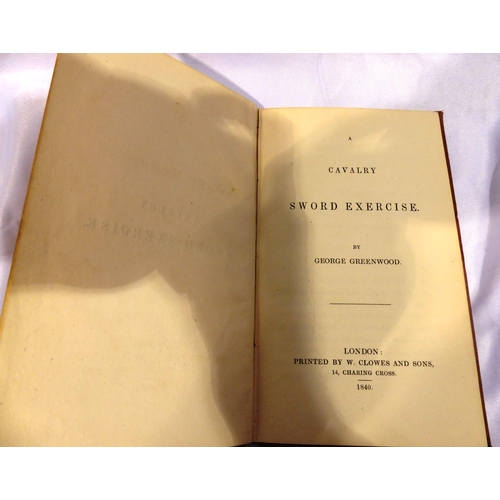 A
CAVALRY
SWORD EXERCISE.
BY
GEORGE GREENWOOD.
LONDON:
PRINTED BY W. CLOWES AND SONS,
14, CHARING CROSS.
1840.